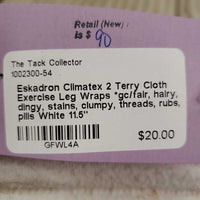 Retail (New):
is $90
The Tack Collector
1002300-54
Eskadron Climatex 2 Terry Cloth
Exercise Leg Wraps *gc/fair, hairy,
dingy, stains, clumpy, threads, rubs,
pills White 11.5"
$20.00
GFWL4A